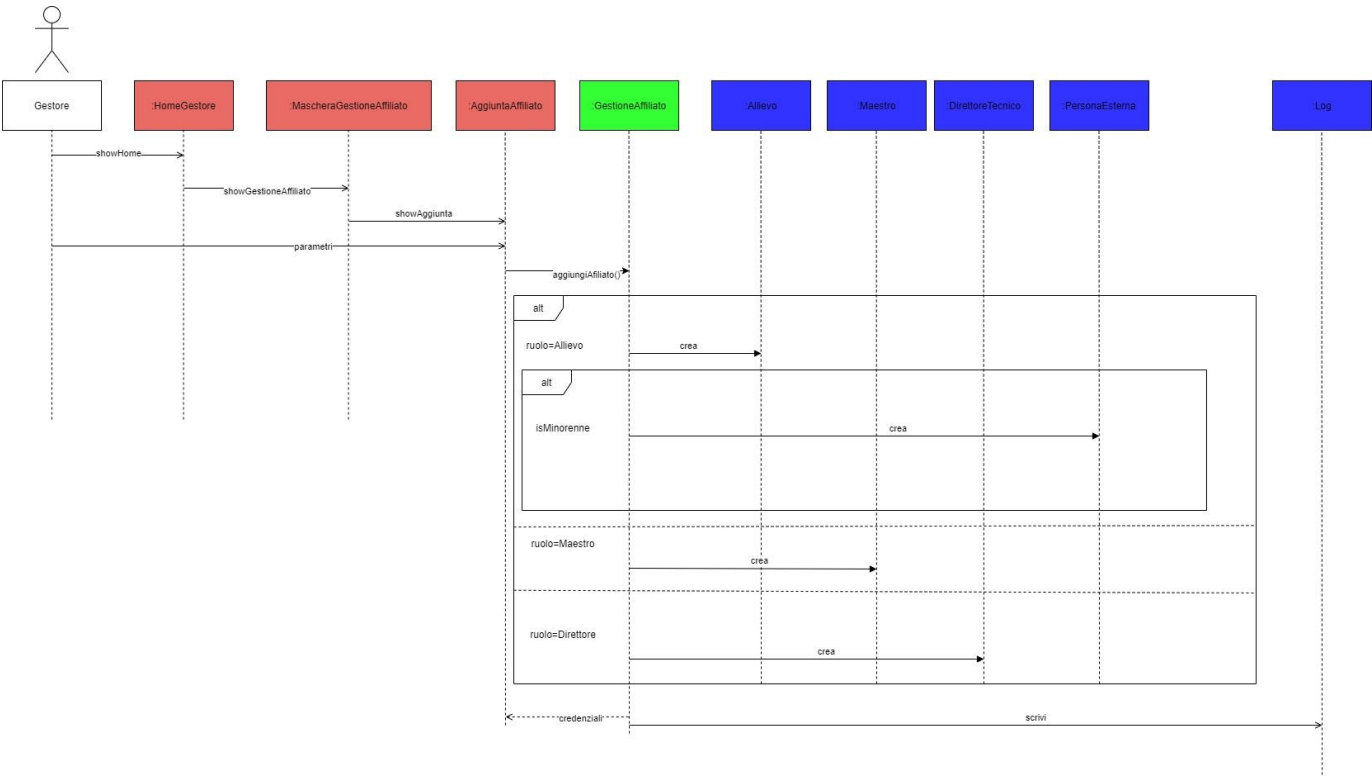 Gestore
:HomeGestore
:MascheraGestioneAffiliato
:AggiuntaAffiliato
:GestioneAffiliato
:Allievo
:Maestro
:DirettoreTecnico
:PersonaEsterna
:Log
showHome
showGestioneAffiliato
showAggiunta
parametri
aggiungiAfiliato()
alt
ruolo=Allievo
crea
alt
isMinorenne
crea
ruolo=Maestro
crea
ruolo=Direttore
crea
credenziali
scrivi